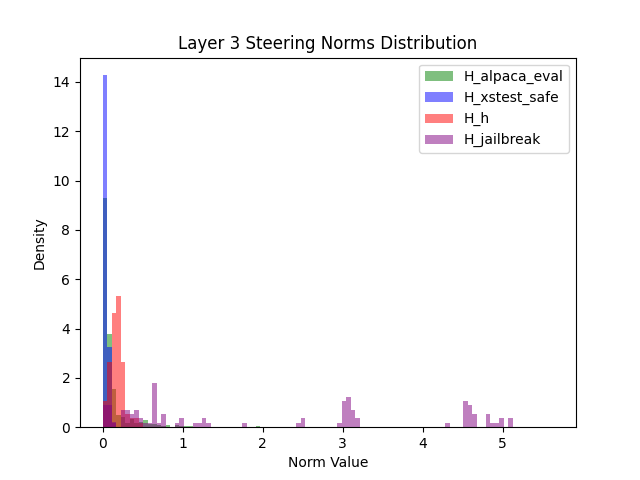 Layer 3 Steering Norms Distribution
H_alpaca_eval
H_xstest_safe
H_h
H_jailbreak
14
12
10
8
6
4
2
0
Density
0 1 2 3 4 5
Norm Value